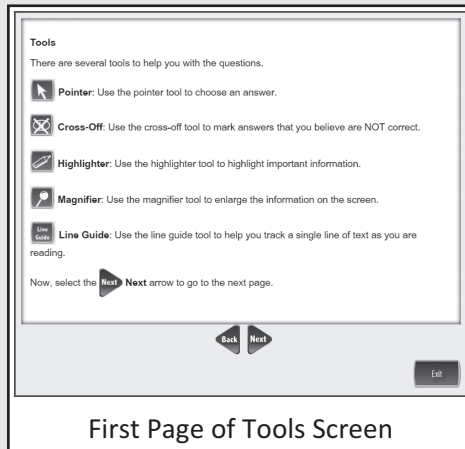 Tools
There are several tools to help you with the questions.
Pointer: Use the pointer tool to choose an answer.
Cross-Off: Use the cross-off tool to mark answers that you believe are NOT correct.
Highlighter: Use the highlighter tool to highlight important information.
Magnifier: Use the magnifier tool to enlarge the information on the screen.
Line Guide Line Guide: Use the line guide tool to help you track a single line of text as you are
reading.
Now, select the Next Next arrow to go to the next page.
Back Next
Exit
First Page of Tools Screen